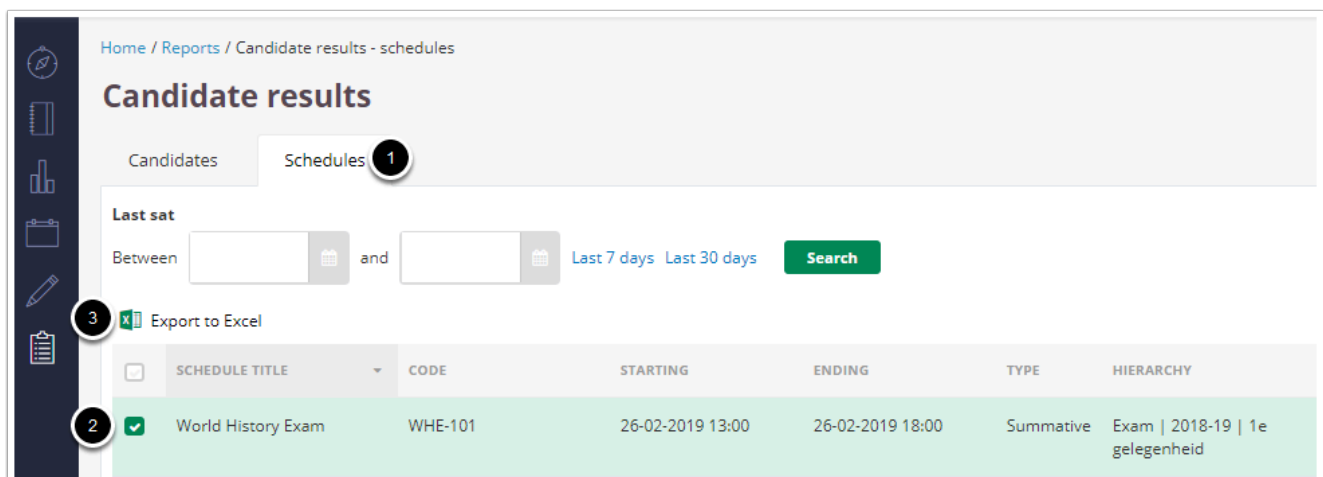 Home / Reports / Candidate results - schedules
Candidate results
Candidates Schedules 1
Last sat
Between and Last 7 days Last 30 days Search
3 Export to Excel
SCHEDULE TITLE CODE STARTING ENDING TYPE HIERARCHY
2 World History Exam WHE-101 26-02-2019 13:00 26-02-2019 18:00 Summative Exam | 2018-19 | 1e
gelegenheid